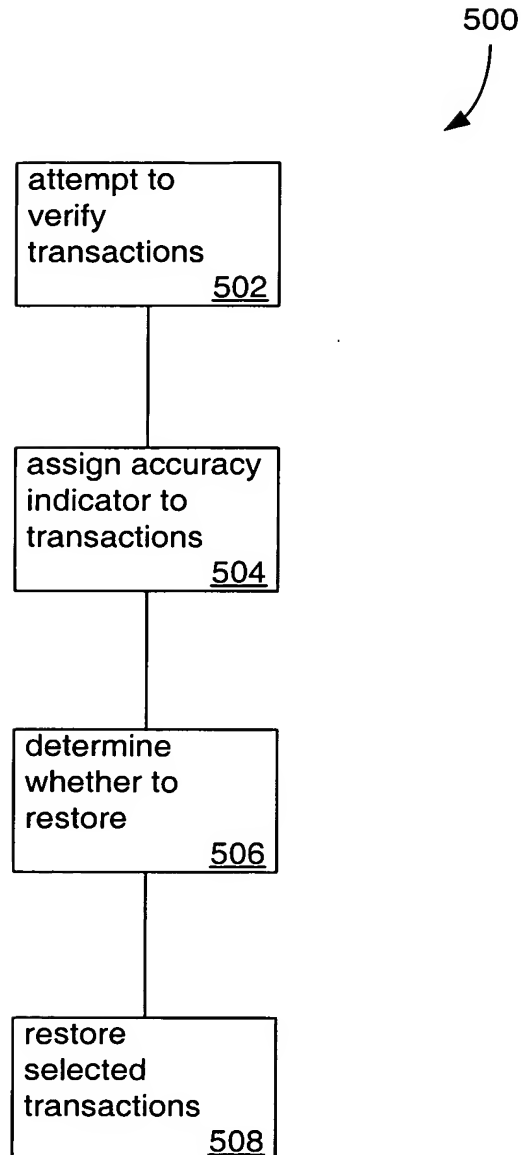 500
attempt to
verify
transactions
502
assign accuracy
indicator to
transactions
504
determine
whether to
restore
506
restore
selected
transactions
508